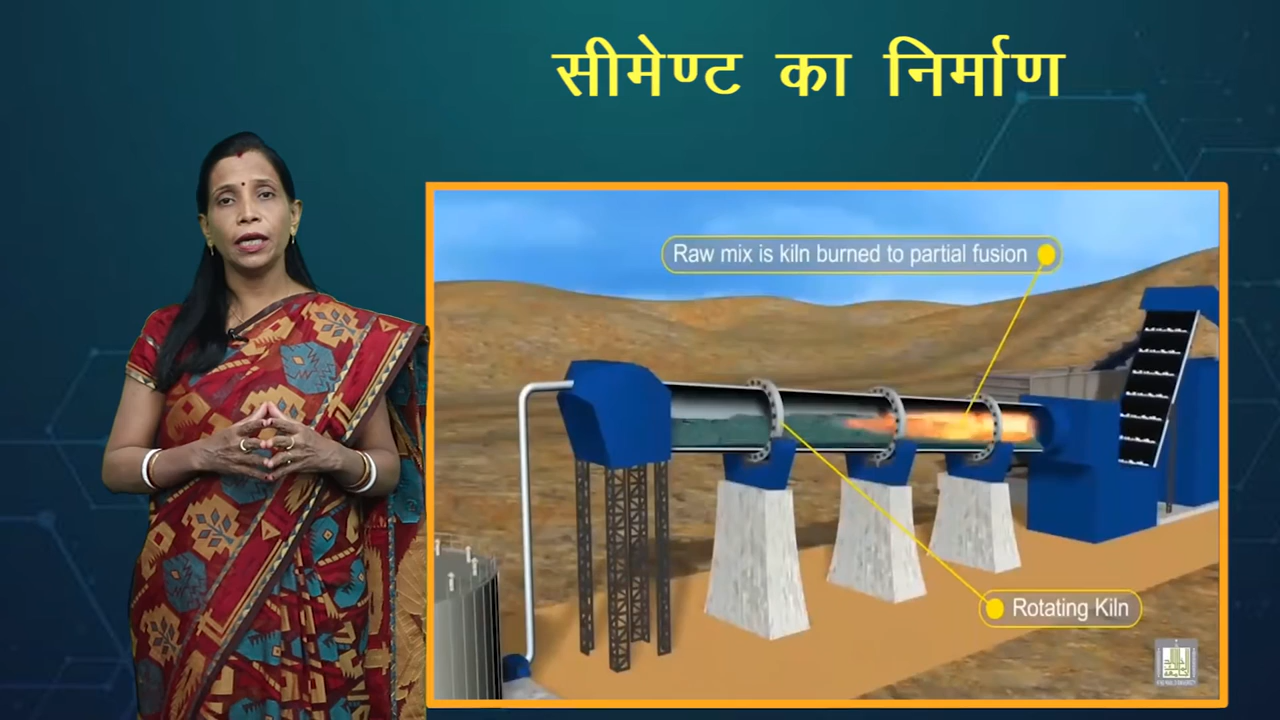 सीमेण्ट का निर्माण
Raw mix is kiln burned to partial fusion
Rotating Kiln